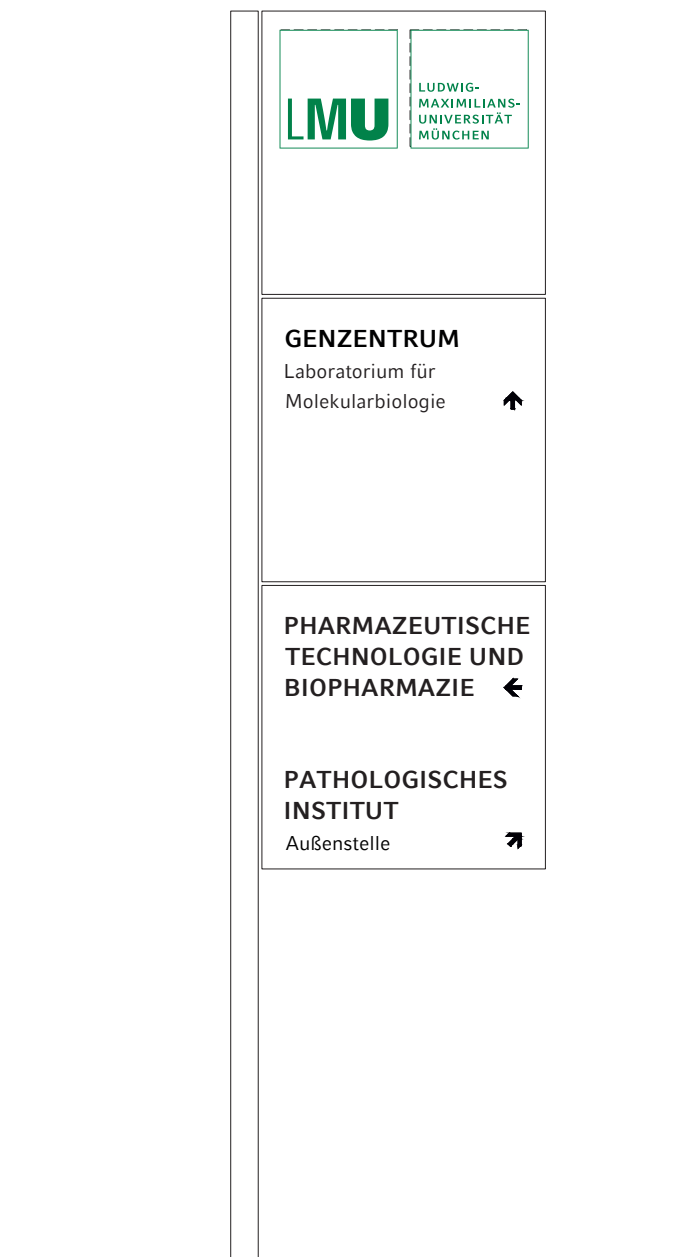 LMU
LUDWIG-
MAXIMILIANS-
UNIVERSITÄT
MÜNCHEN
GENZENTRUM
Laboratorium für
Molekularbiologie
PHARMAZEUTISCHE
TECHNOLOGIE UND
BIOPHARMAZIE
PATHOLOGISCHES
INSTITUT
Außenstelle